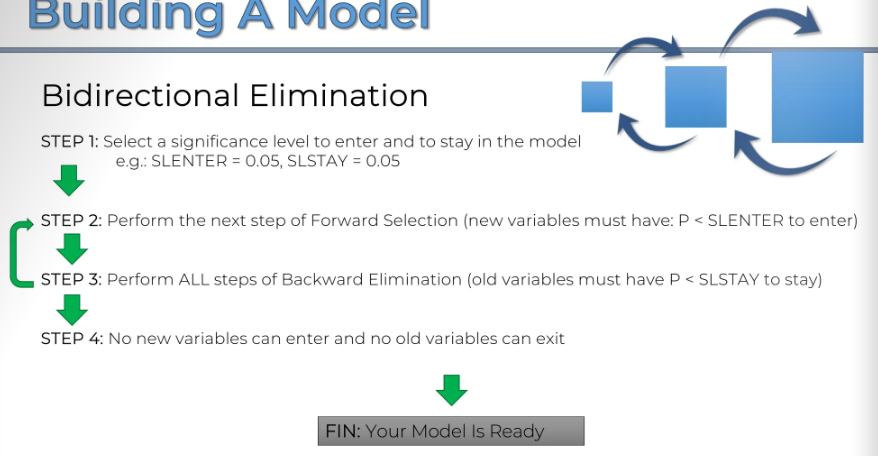 Building A Model
Bidirectional Elimination
STEP 1: Select a significance level to enter and to stay in the model
e.g.: SLENTER = 0.05, SLSTAY = 0.05
STEP 2: Perform the next step of Forward Selection (new variables must have: P < SLENTER to enter)
STEP 3: Perform ALL steps of Backward Elimination (old variables must have P < SLSTAY to stay)
STEP 4: No new variables can enter and no old variables can exit
FIN: Your Model Is Ready